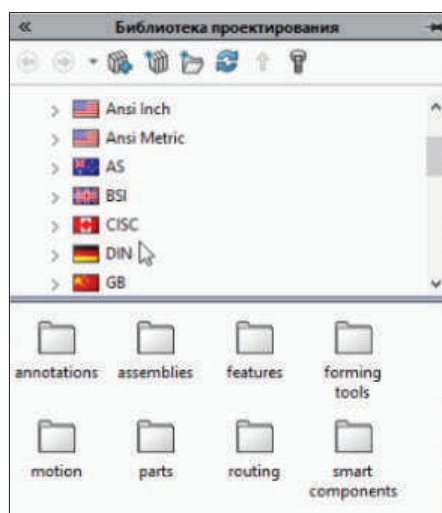 Библиотека проектирования
Ansi Inch
Ansi Metric
AS
BSI
CISC
DIN
GB
annotations assemblies features forming tools
motion parts routing smart components